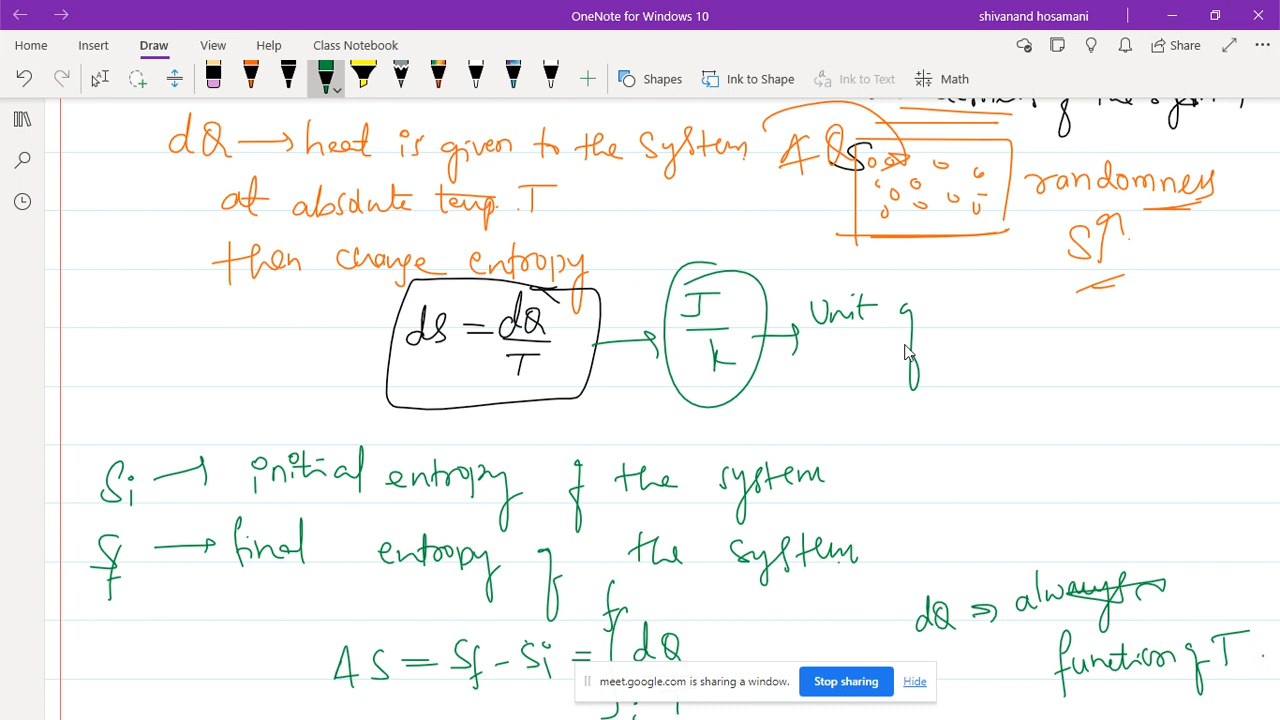 OneNote for Windows 10
shivanand hosamani
Home Insert Draw View Help Class Notebook
Share
Shapes
Ink to Shape
Ink to Text
Math
of the
dQ → heat is given to the system
at absolute temp. T
then change entropy
ΔQ
S
randomness
S↑
dS = dQ/T → J/K → Unit of
Si → initial entropy of the system
Sf → final entropy of the system
dQ ⇒ always
function of T.
ΔS = Sf - Si = ∫ dQ
meet.google.com is sharing a window.
Stop sharing
Hide